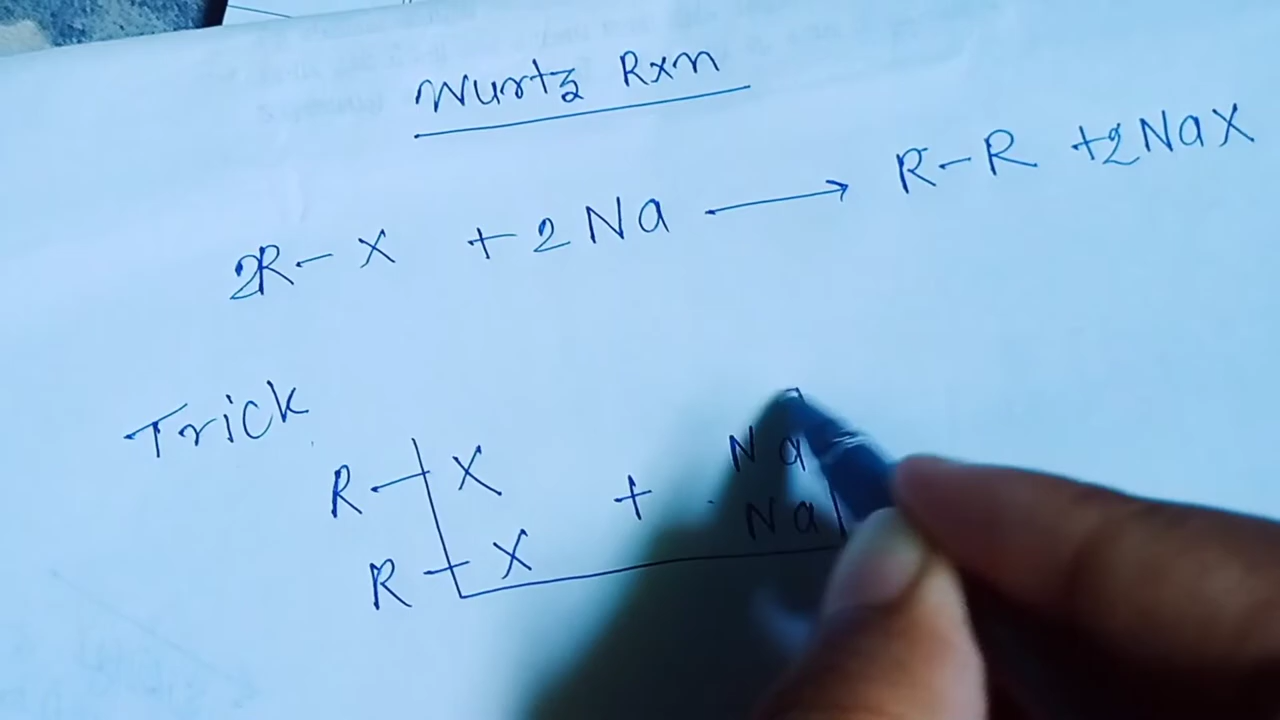 Wurtz Rxn
2R-X + 2Na → R-R +2NaX
Trick
R-X + Na
R-X Na